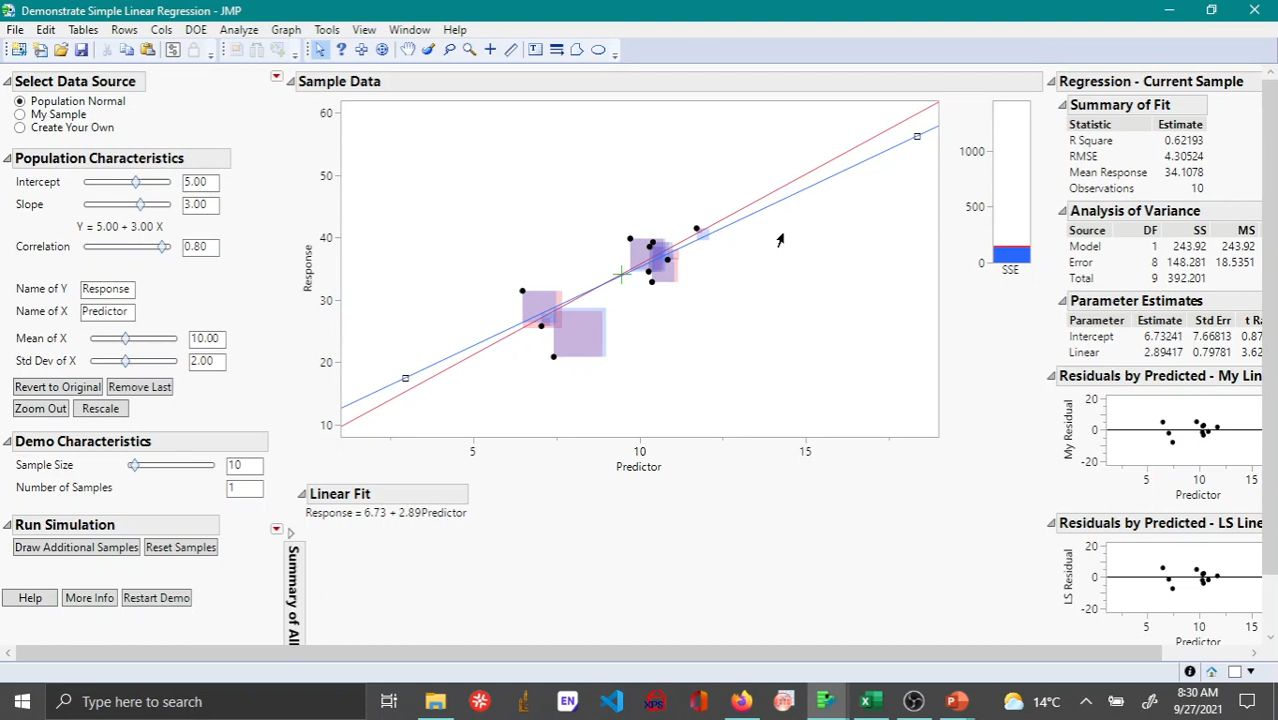 Demonstrate Simple Linear Regression - JMP
File Edit Tables Rows Cols DOE Analyze Graph Tools View Window Help
Select Data Source
Population Normal
My Sample
Create Your Own
Population Characteristics
Intercept 5.00
Slope 3.00
Y = 5.00 + 3.00 X
Correlation 0.80
Name of Y Response
Name of X Predictor
Mean of X 10.00
Std Dev of X 2.00
Revert to Original Remove Last
Zoom Out Rescale
Demo Characteristics
Sample Size 10
Number of Samples 1
Run Simulation
Draw Additional Samples Reset Samples
Help More Info Restart Demo
Sample Data
Response
60
50
40
30
20
10
5 10 15
Predictor
1000
500
0
SSE
Linear Fit
Response = 6.73 + 2.89Predictor
Summary of All
Regression - Current Sample
Summary of Fit
Statistic Estimate
R Square 0.62193
RMSE 4.30524
Mean Response 34.1078
Observations 10
Analysis of Variance
Source DF SS MS
Model 1 243.92 243.92
Error 8 148.281 18.5351
Total 9 392.201
Parameter Estimates
Parameter Estimate Std Err t Ra
Intercept 6.73241 7.66813 0.87
Linear 2.89417 0.79781 3.62
Residuals by Predicted - My Lin
My Residual
20
0
-20
5 10 15
Predictor
Residuals by Predicted - LS Line
LS Residual
20
0
-20
5 10 15
Predictor
Type here to search
EN
XPS
14°C
8:30 AM
9/27/2021